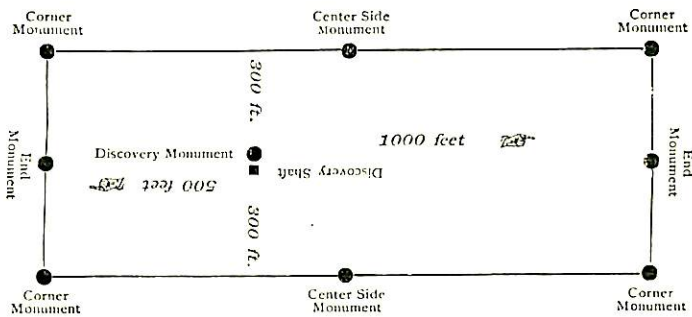 Corner
Monument
Center Side
Monument
Corner
Monument
300 ft.
1000 feet
End
Monument
Discovery Monument
Discovery Shaft
500 feet
End
Monument
300 ft.
Corner
Monument
Center Side
Monument
Corner
Monument